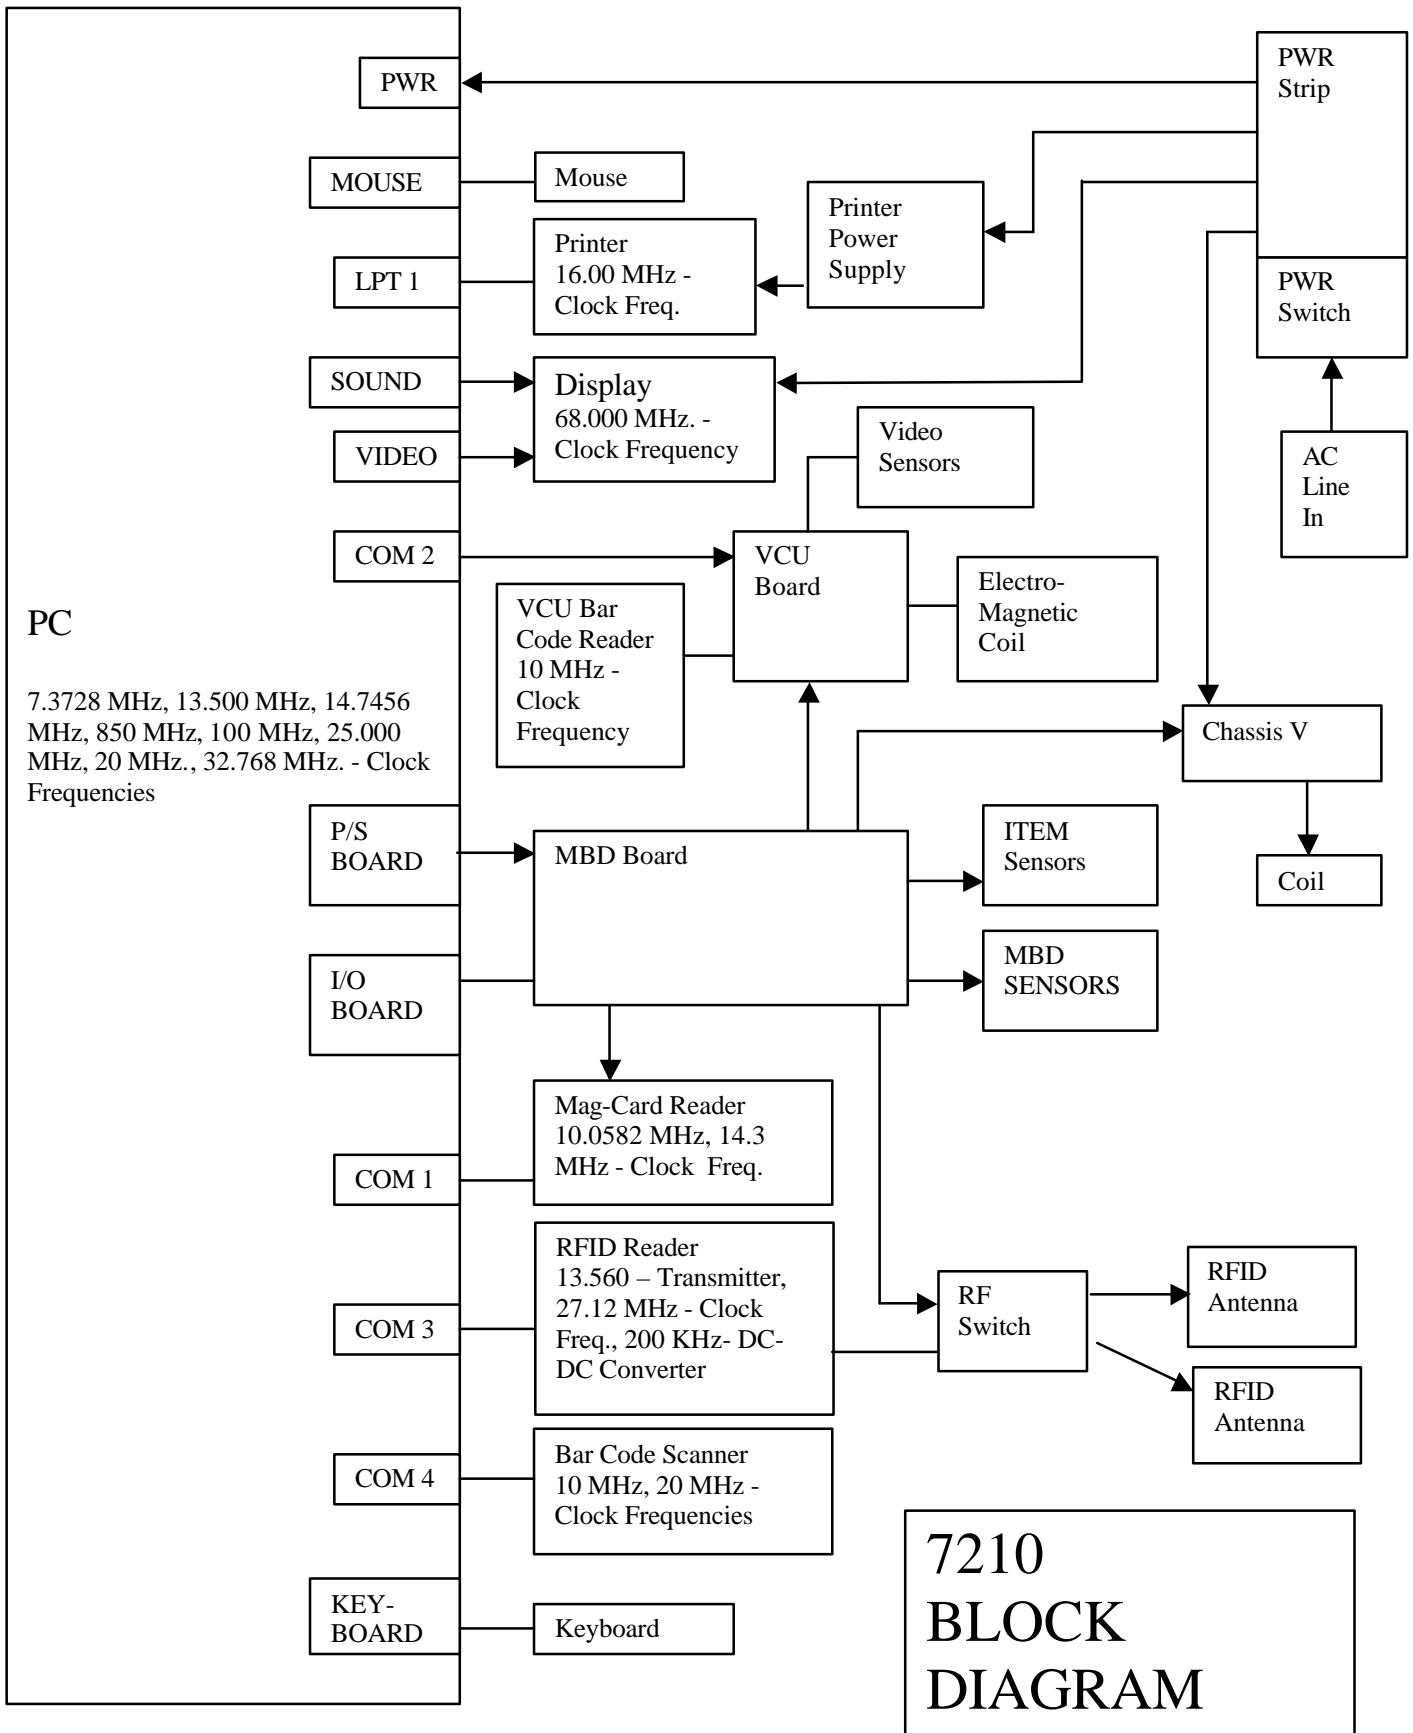 PWR
PWR
Strip
MOUSE
Mouse
Printer
Power
Supply
Printer
16.00 MHz -
Clock Freq.
LPT 1
PWR
Switch
SOUND
Display
68.000 MHz. -
Clock Frequency
VIDEO
Video
Sensors
AC
Line
In
COM 2
VCU
Board
Electro-
Magnetic
Coil
VCU Bar
Code Reader
10 MHz -
Clock
Frequency
PC
7.3728 MHz, 13.500 MHz, 14.7456
MHz, 850 MHz, 100 MHz, 25.000
MHz, 20 MHz., 32.768 MHz. - Clock
Frequencies
Chassis V
P/S
BOARD
MBD Board
ITEM
Sensors
Coil
I/O
BOARD
MBD
SENSORS
Mag-Card Reader
10.0582 MHz, 14.3
MHz - Clock  Freq.
COM 1
RFID Reader
13.560 – Transmitter,
27.12 MHz - Clock
Freq., 200 KHz- DC-
DC Converter
COM 3
RF
Switch
RFID
Antenna
RFID
Antenna
COM 4
Bar Code Scanner
10 MHz, 20 MHz -
Clock Frequencies
KEY-
BOARD
Keyboard
7210
BLOCK
DIAGRAM